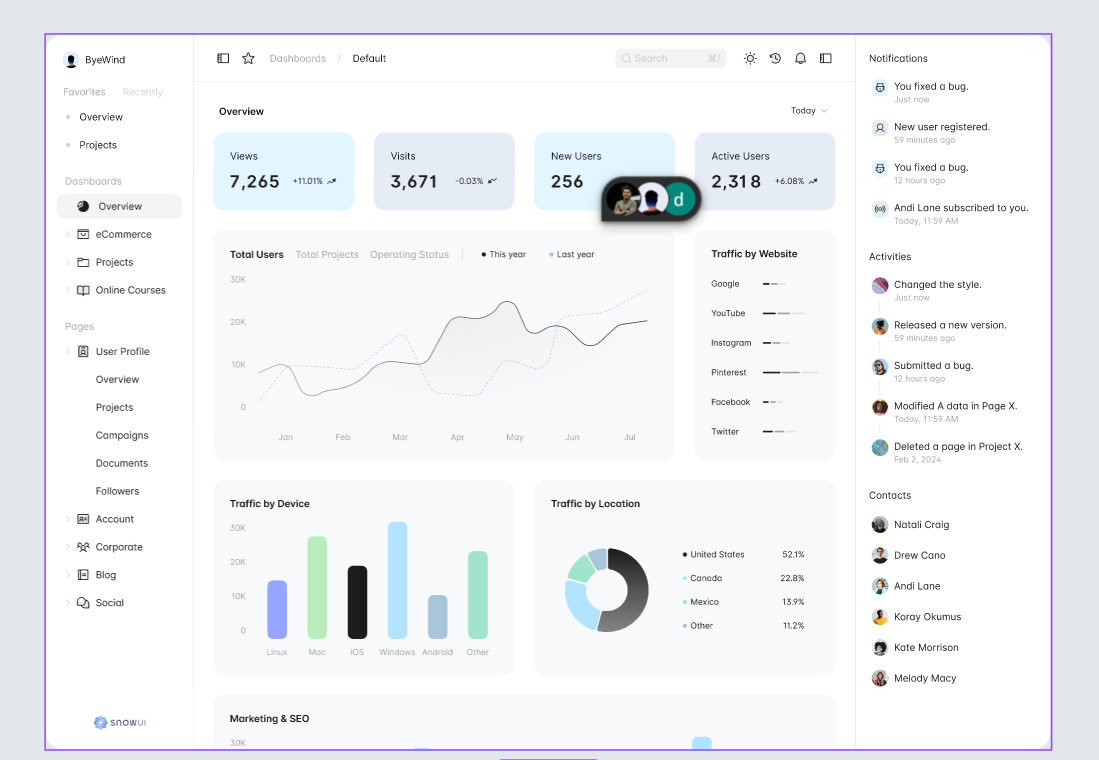 ByeWind
Favorites Recently
Overview
Projects
Dashboards
Overview
eCommerce
Projects
Online Courses
Pages
User Profile
Overview
Projects
Campaigns
Documents
Followers
Account
Corporate
Blog
Social
SNOWUI
Dashboards / Default
Search ⌘/
Overview
Today
Views
7,265 +11.01%
Visits
3,671 -0.03%
New Users
256
d
Active Users
2,318 +6.08%
Total Users Total Projects Operating Status This year Last year
30K
20K
10K
0
Jan Feb Mar Apr May Jun Jul
Traffic by Website
Google
YouTube
Instagram
Pinterest
Facebook
Twitter
Traffic by Device
30K
20K
10K
0
Linux Mac iOS Windows Android Other
Traffic by Location
United States 52.1%
Canada 22.8%
Mexico 13.9%
Other 11.2%
Marketing & SEO
30K
Notifications
You fixed a bug.
Just now
New user registered.
59 minutes ago
You fixed a bug.
12 hours ago
Andi Lane subscribed to you.
Today, 11:59 AM
Activities
Changed the style.
Just now
Released a new version.
59 minutes ago
Submitted a bug.
12 hours ago
Modified A data in Page X.
Today, 11:59 AM
Deleted a page in Project X.
Feb 2, 2024
Contacts
Natali Craig
Drew Cano
Andi Lane
Koray Okumus
Kate Morrison
Melody Macy